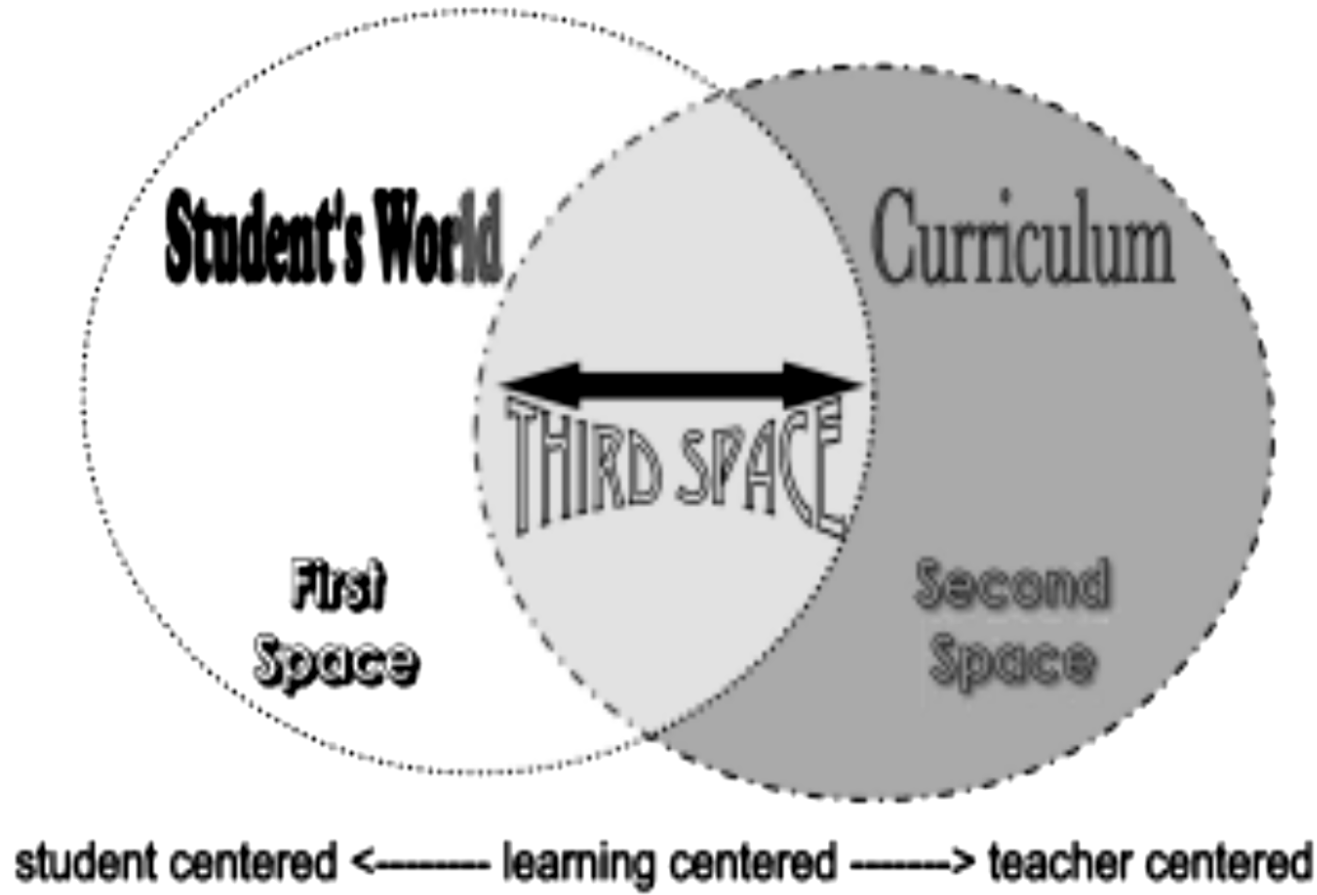 Student's World
Curriculum
THIRD SPACE
First
Space
Second
Space
student centered <--------- learning centered --------> teacher centered